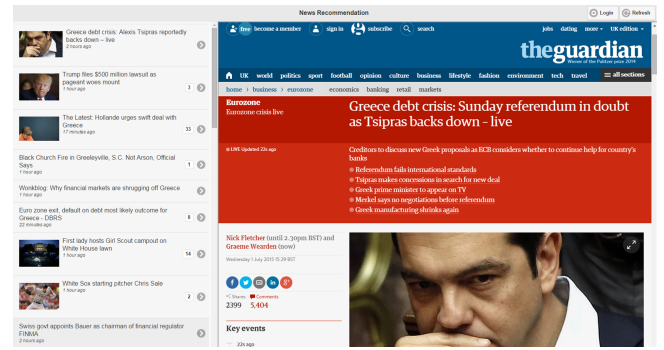 News Recommendation
Login
Refresh
Greece debt crisis: Alexis Tsipras reportedly
backs down – live
2 hours ago
Trump files $500 million lawsuit as
pageant woes mount
1 hour ago
3
The Latest: Hollande urges swift deal with
Greece
17 minutes ago
33
Black Church Fire in Greeleyville, S.C. Not Arson, Official
Says
1 hour ago
1
Wonkblog: Why financial markets are shrugging off Greece
1 hour ago
Euro zone exit, default on debt most likely outcome for
Greece - DBRS
22 minutes ago
8
First lady hosts Girl Scout campout on
White House lawn
1 hour ago
14
White Sox starting pitcher Chris Sale
1 hour ago
2
Swiss govt appoints Bauer as chairman of financial regulator
FINMA
2 hours ago
free become a member sign in subscribe search
jobs dating more UK edition
theguardian
Winner of the Pulitzer prize 2014
UK world politics sport football opinion culture business lifestyle fashion environment tech travel all sections
home > business > eurozone economics banking retail markets
Eurozone
Eurozone crisis live
Greece debt crisis: Sunday referendum in doubt
as Tsipras backs down – live
LIVE Updated 23s ago
Creditors to discuss new Greek proposals as ECB considers whether to continue help for country's
banks
Referendum fails international standards
Tsipras makes concessions in search for new deal
Greek prime minister to appear on TV
Merkel says no negotiations before referendum
Greek manufacturing shrinks again
Nick Fletcher (until 2.30pm BST) and
Graeme Wearden (now)
Wednesday 1 July 2015 15.29 BST
Shares Comments
2399 5,404
Key events
22s ago